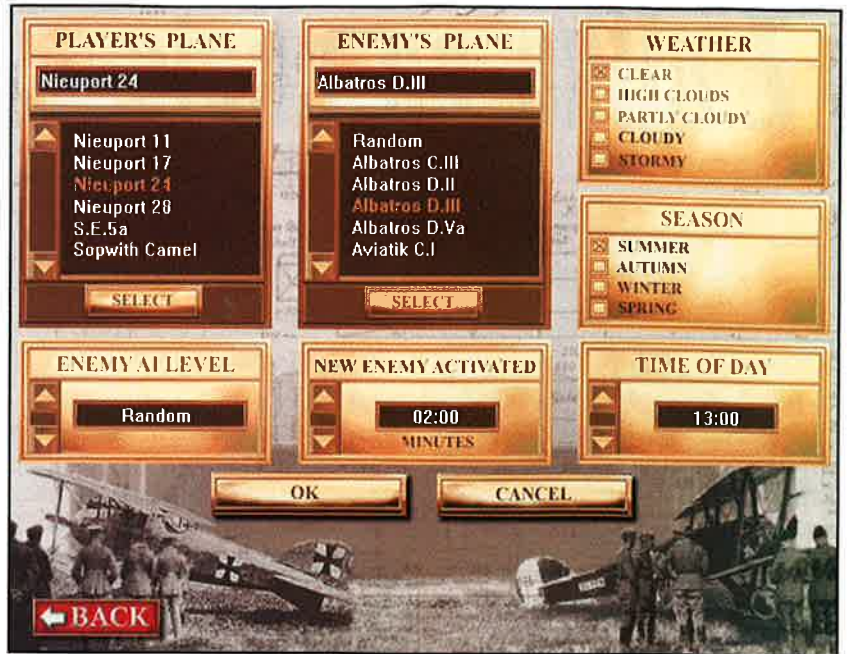 PLAYER'S PLANE
Nieuport 24
Nieuport 11
Nieuport 17
Nieuport 24
Nieuport 28
S.E.5a
Sopwith Camel
SELECT
ENEMY'S PLANE
Albatros D.III
Random
Albatros C.III
Albatros D.II
Albatros D.III
Albatros D.Va
Aviatik C.I
SELECT
WEATHER
CLEAR
HIGH CLOUDS
PARTLY CLOUDY
CLOUDY
STORMY
SEASON
SUMMER
AUTUMN
WINTER
SPRING
ENEMY AI LEVEL
Random
NEW ENEMY ACTIVATED
02:00
MINUTES
TIME OF DAY
13:00
OK
CANCEL
BACK